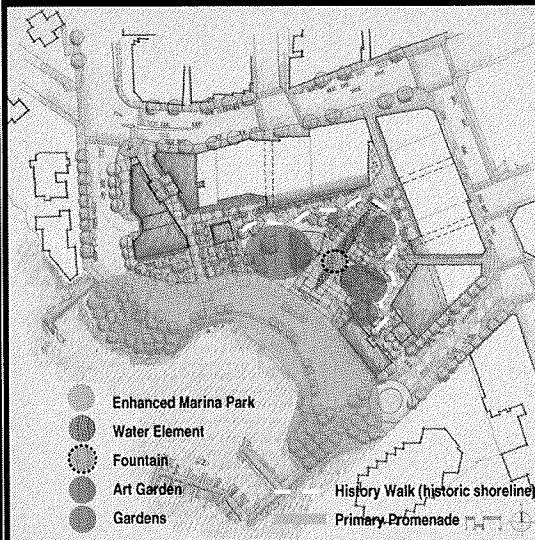 Enhanced Marina Park
Water Element
Fountain
Art Garden
Gardens
History Walk (historic shoreline)
Primary Promenade